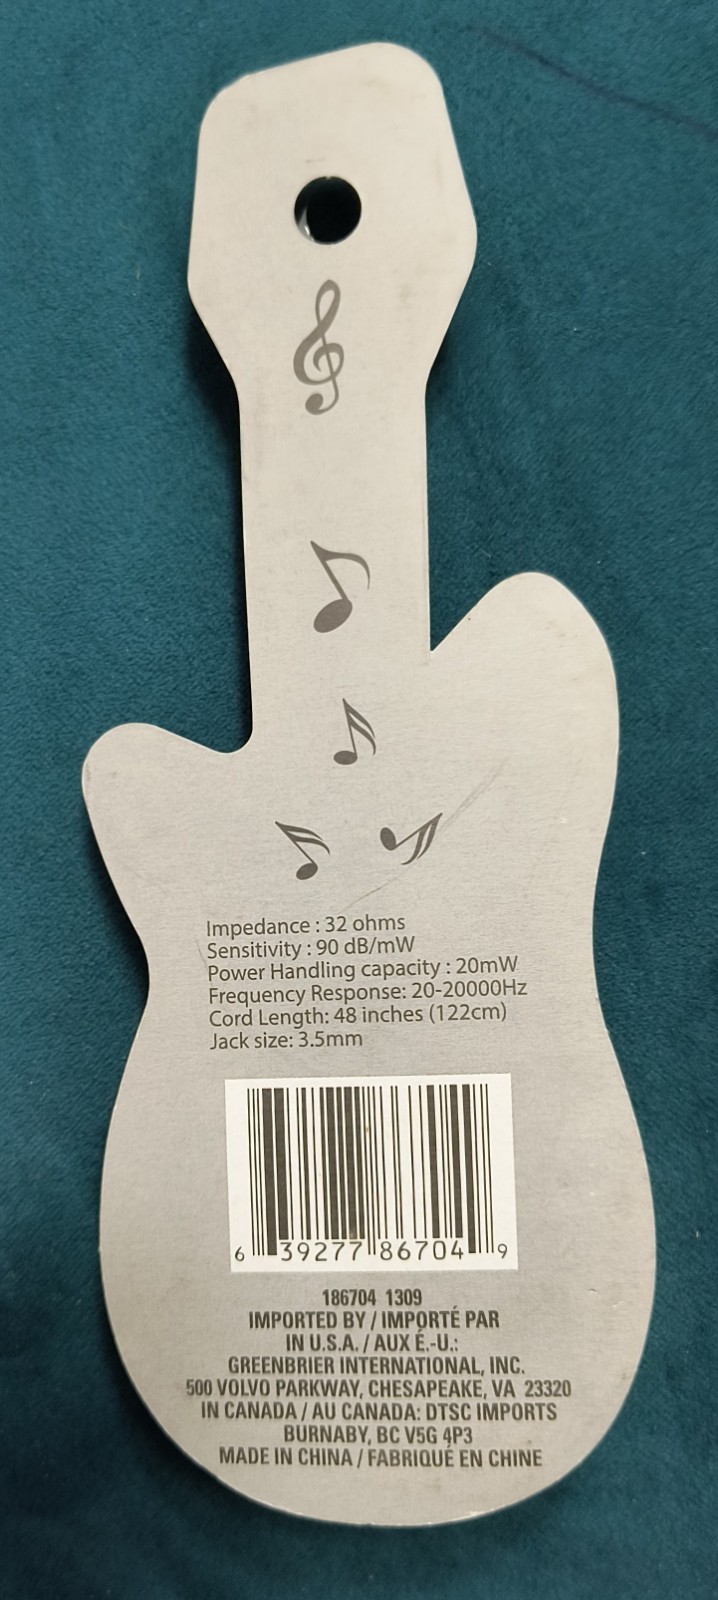 Impedance : 32 ohms
Sensitivity : 90 dB/mW
Power Handling capacity : 20mW
Frequency Response: 20-20000Hz
Cord Length: 48 inches (122cm)
Jack size: 3.5mm
6 39277 86704 9
186704 1309
IMPORTED BY / IMPORTÉ PAR
IN U.S.A. / AUX É.-U.:
GREENBRIER INTERNATIONAL, INC.
500 VOLVO PARKWAY, CHESAPEAKE, VA 23320
IN CANADA / AU CANADA: DTSC IMPORTS
BURNABY, BC V5G 4P3
MADE IN CHINA / FABRIQUÉ EN CHINE